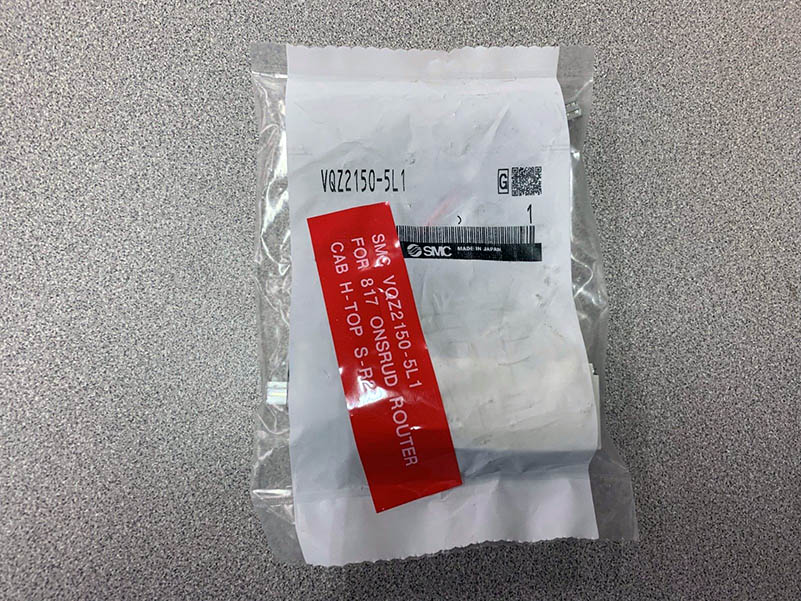 VQZ2150-5L1
G
1
SMC MADE IN JAPAN
SMC VQZ2150-5L1
FOR 817 ONSRUD ROUTER
CAB H-TOP S-R2